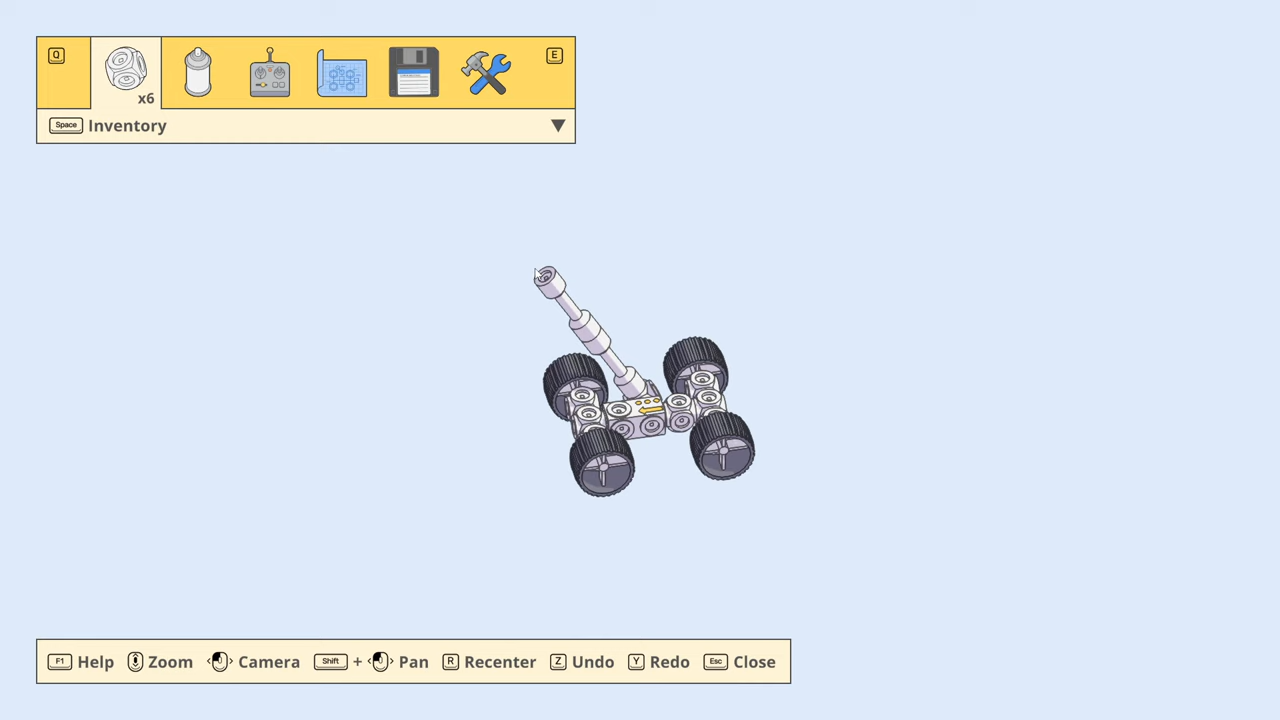 Q
E
x6
Space Inventory
F1 Help Zoom Camera Shift + Pan R Recenter Z Undo Y Redo Esc Close